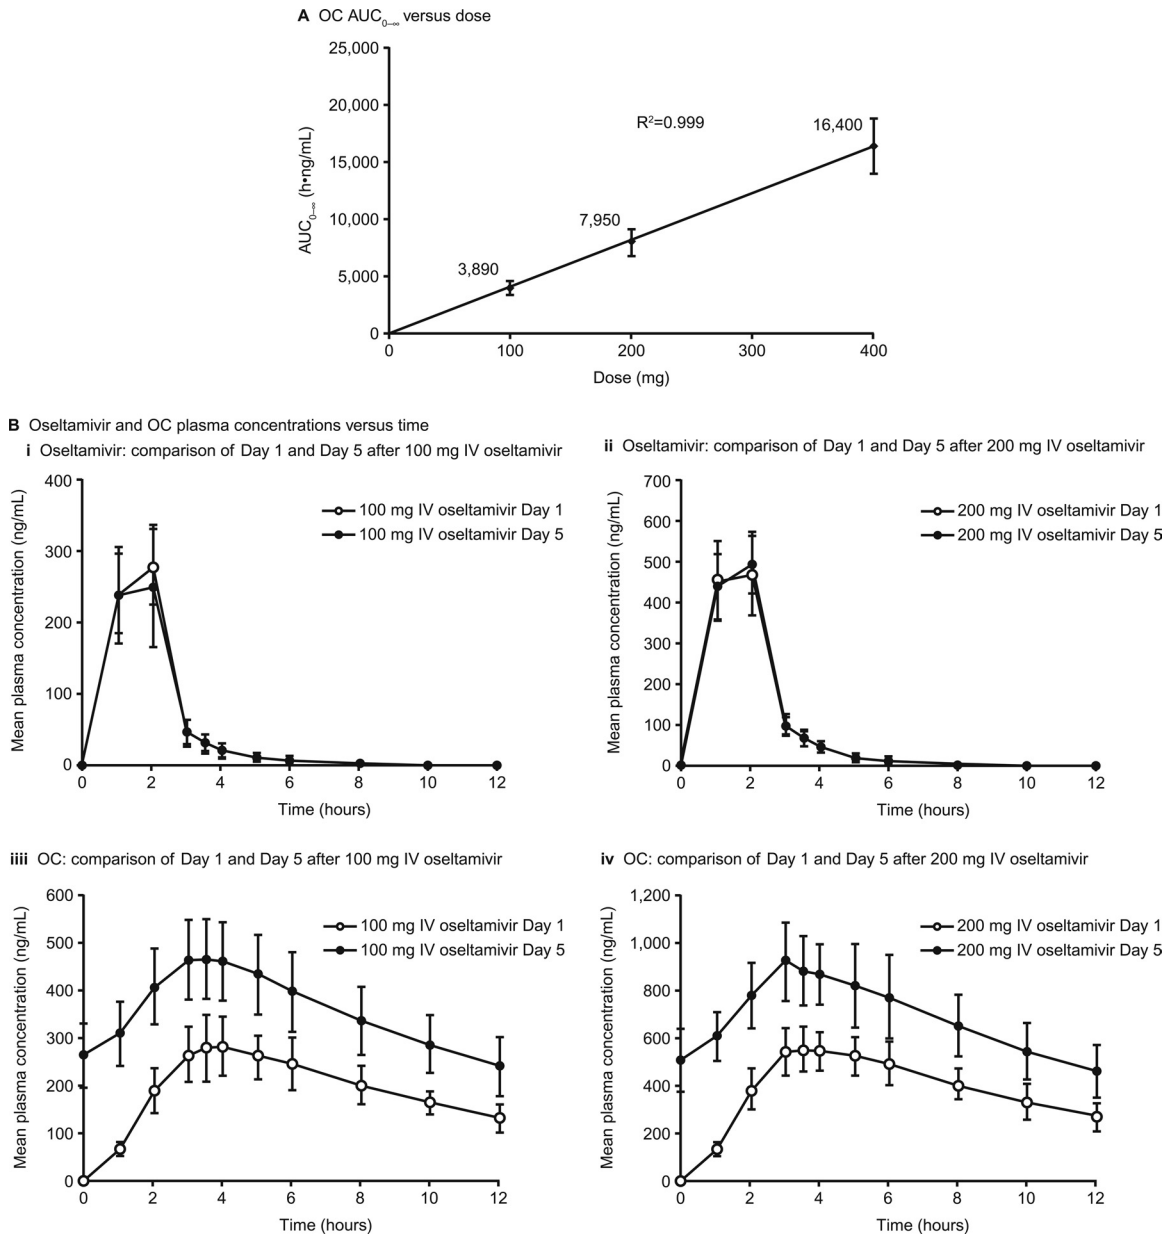 A OC AUC0–∞ versus dose
25,000
20,000
15,000
10,000
5,000
0
AUC0–∞ (h•ng/mL)
R2=0.999
3,890
7,950
16,400
0 100 200 300 400
Dose (mg)
B Oseltamivir and OC plasma concentrations versus time
i Oseltamivir: comparison of Day 1 and Day 5 after 100 mg IV oseltamivir
400
300
200
100
0
Mean plasma concentration (ng/mL)
100 mg IV oseltamivir Day 1
100 mg IV oseltamivir Day 5
0 2 4 6 8 10 12
Time (hours)
ii Oseltamivir: comparison of Day 1 and Day 5 after 200 mg IV oseltamivir
700
600
500
400
300
200
100
0
Mean plasma concentration (ng/mL)
200 mg IV oseltamivir Day 1
200 mg IV oseltamivir Day 5
0 2 4 6 8 10 12
Time (hours)
iiii OC: comparison of Day 1 and Day 5 after 100 mg IV oseltamivir
600
500
400
300
200
100
0
Mean plasma concentration (ng/mL)
100 mg IV oseltamivir Day 1
100 mg IV oseltamivir Day 5
0 2 4 6 8 10 12
Time (hours)
iv OC: comparison of Day 1 and Day 5 after 200 mg IV oseltamivir
1,200
1,000
800
600
400
200
0
Mean plasma concentration (ng/mL)
200 mg IV oseltamivir Day 1
200 mg IV oseltamivir Day 5
0 2 4 6 8 10 12
Time (hours)